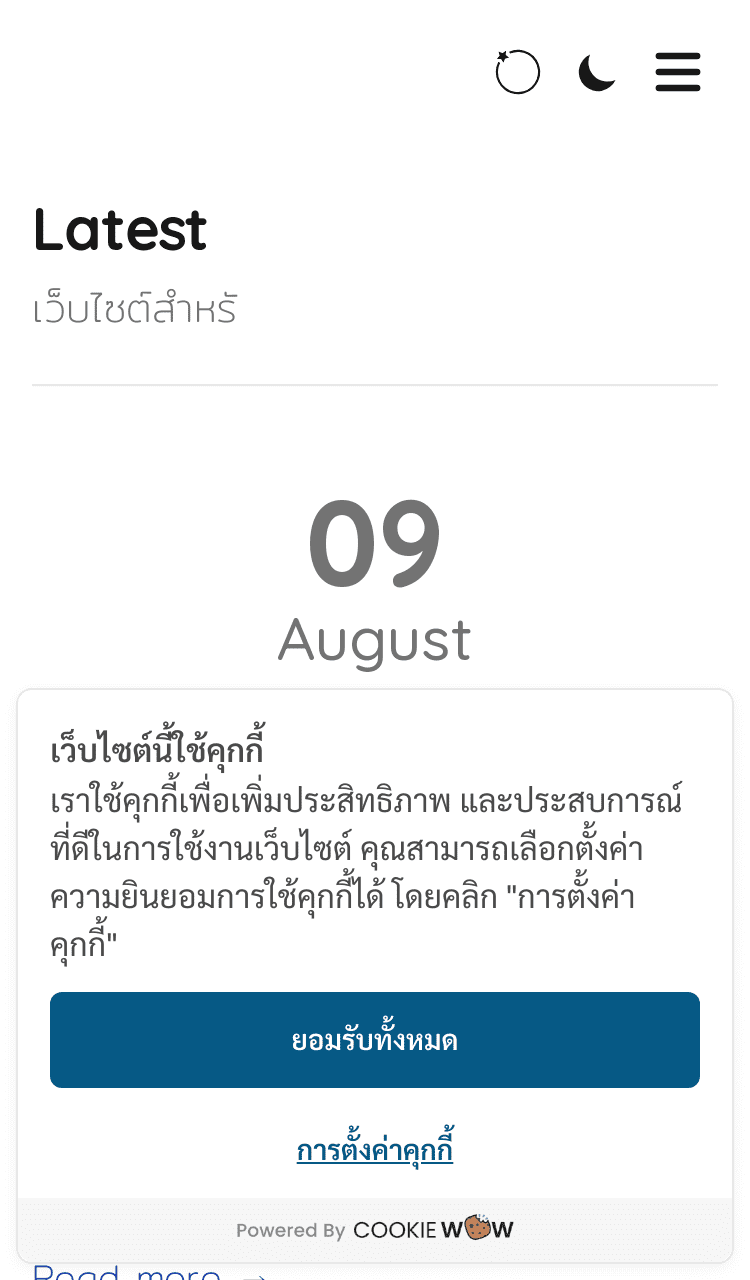 Latest
เว็บไซต์สำหรั
09
August
เว็บไซต์นี้ใช้คุกกี้
เราใช้คุกกี้เพื่อเพิ่มประสิทธิภาพ และประสบการณ์
ที่ดีในการใช้งานเว็บไซต์ คุณสามารถเลือกตั้งค่า
ความยินยอมการใช้คุกกี้ได้ โดยคลิก "การตั้งค่า
คุกกี้"
ยอมรับทั้งหมด
การตั้งค่าคุกกี้
Powered By COOKIE WOW
Read more →